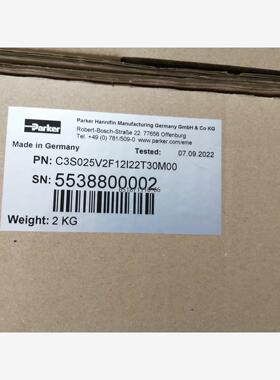 Parker
Parker Hannifin Manufacturing Germany GmbH & Co KG
Robert-Bosch-Straße 22 77656 Offenburg
Tel. +49 (0) 781/509-0 www.parker.com/eme
Made in Germany Tested: 07.09.2022
PN: C3S025V2F12I22T30M00
SN: 5538800002
Weight: 2 KG